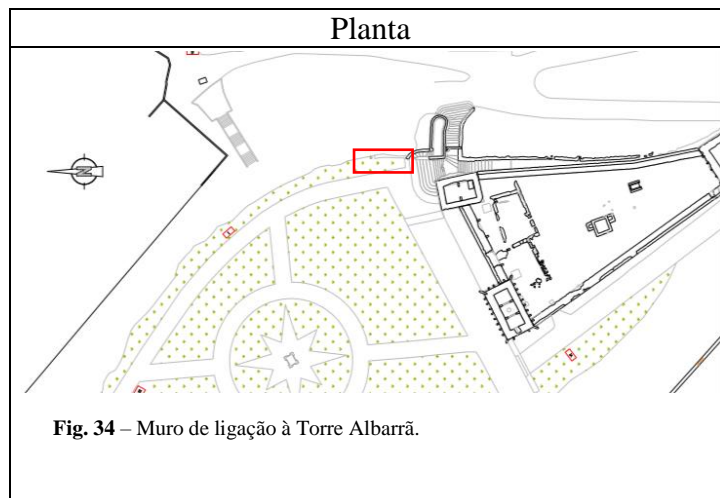 Planta
N
Fig. 34 – Muro de ligação à Torre Albarrã.